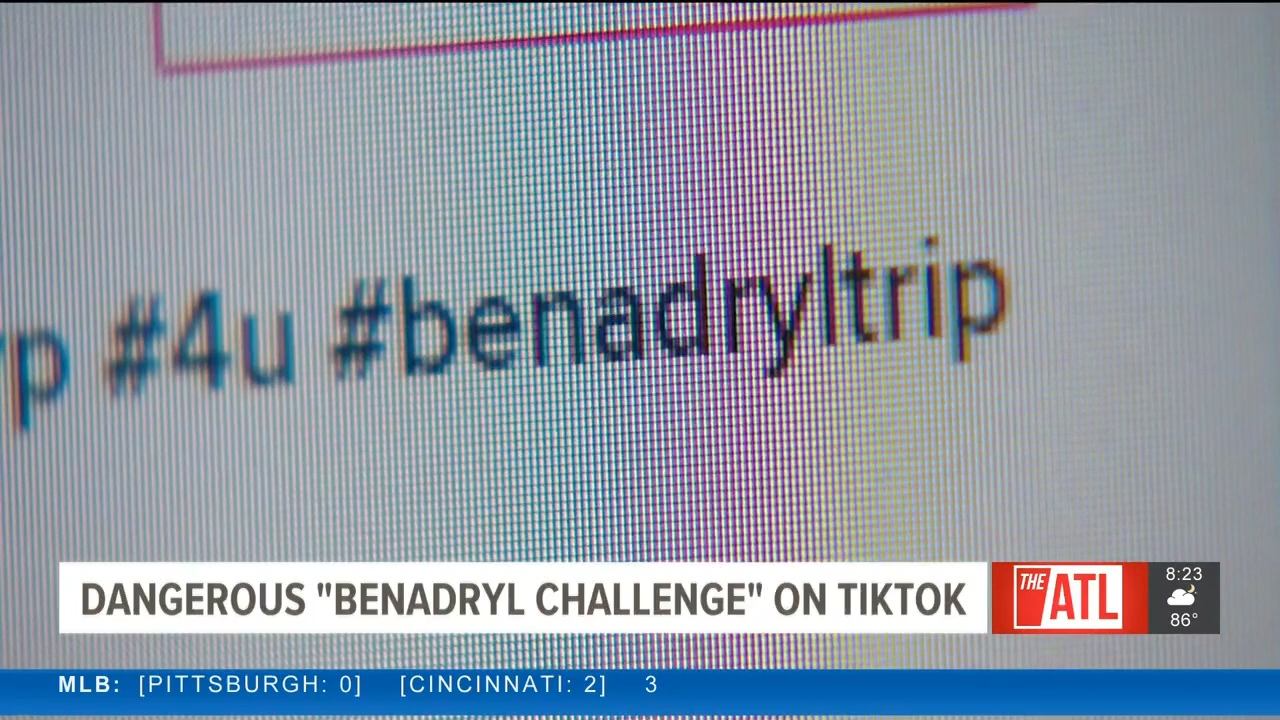 #4u #benadryltrip
DANGEROUS "BENADRYL CHALLENGE" ON TIKTOK
THE ATL
8:23
86°
MLB: [PITTSBURGH: 0] [CINCINNATI: 2] 3